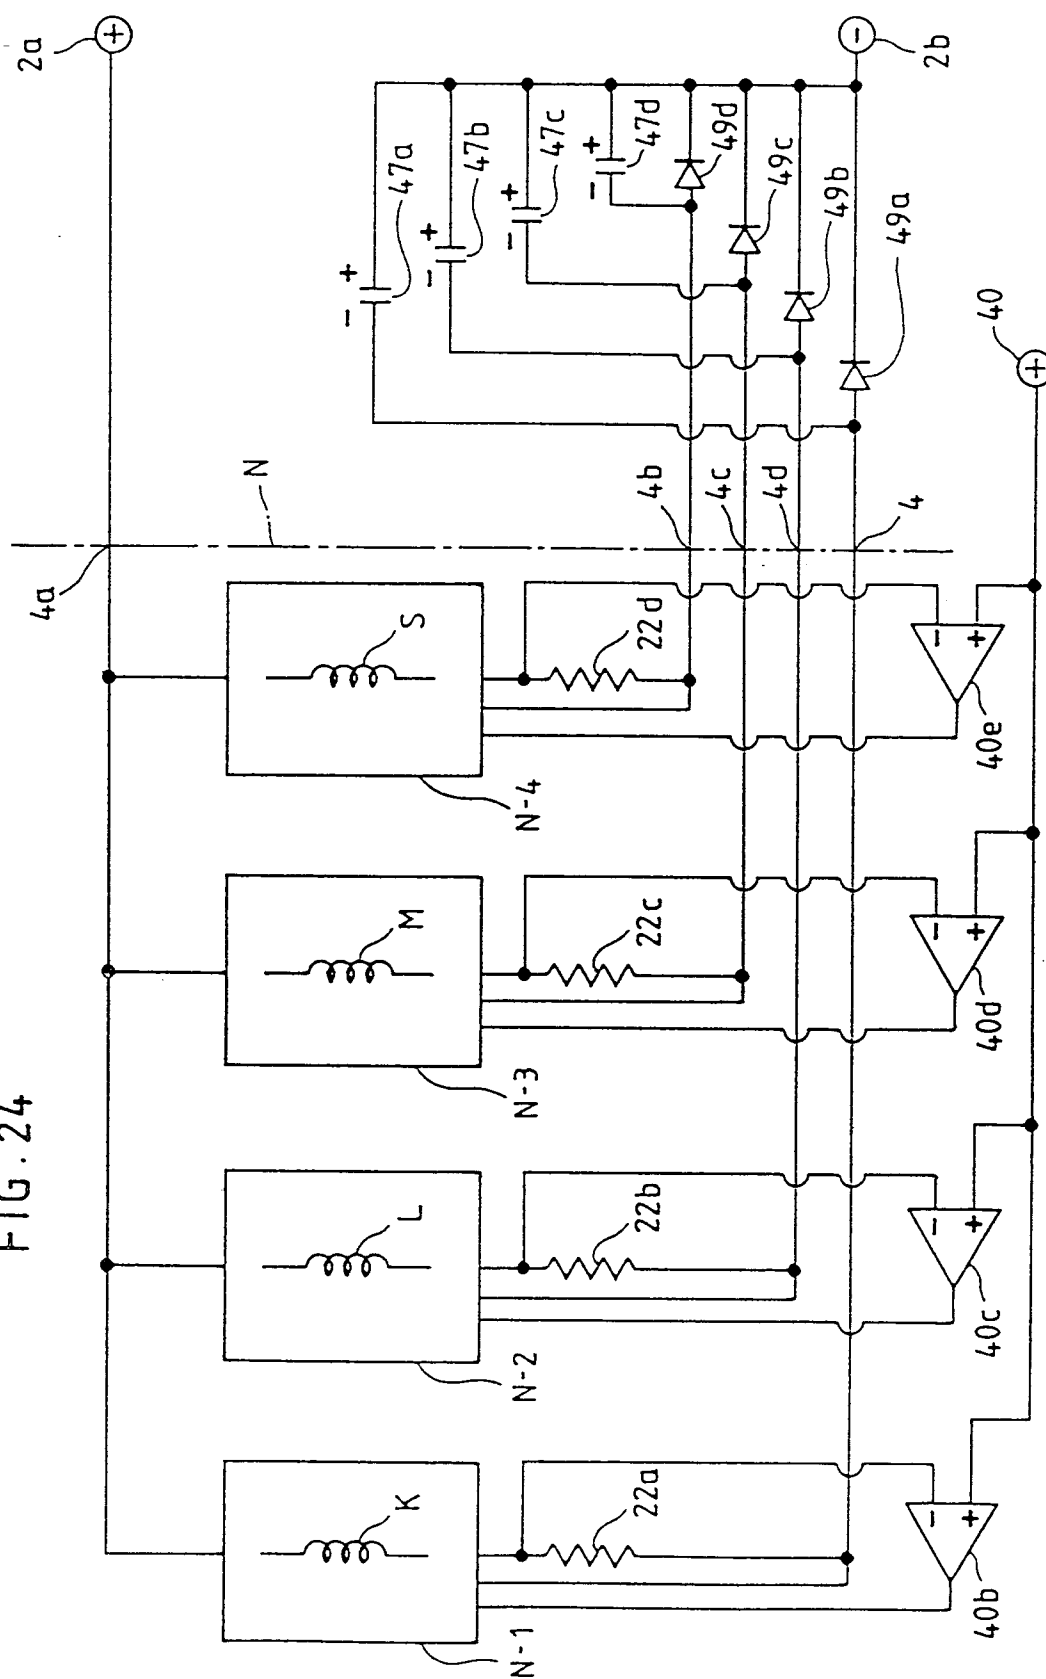 FIG. 24
2a
+
4a
N
K
L
M
S
N-1
N-2
N-3
N-4
22a
22b
22c
22d
4b
4c
4d
4
- + 47a
- + 47b
- + 47c
- + 47d
49d
49c
49b
49a
-
2b
- +
40b
- +
40c
- +
40d
- +
40e
40
+